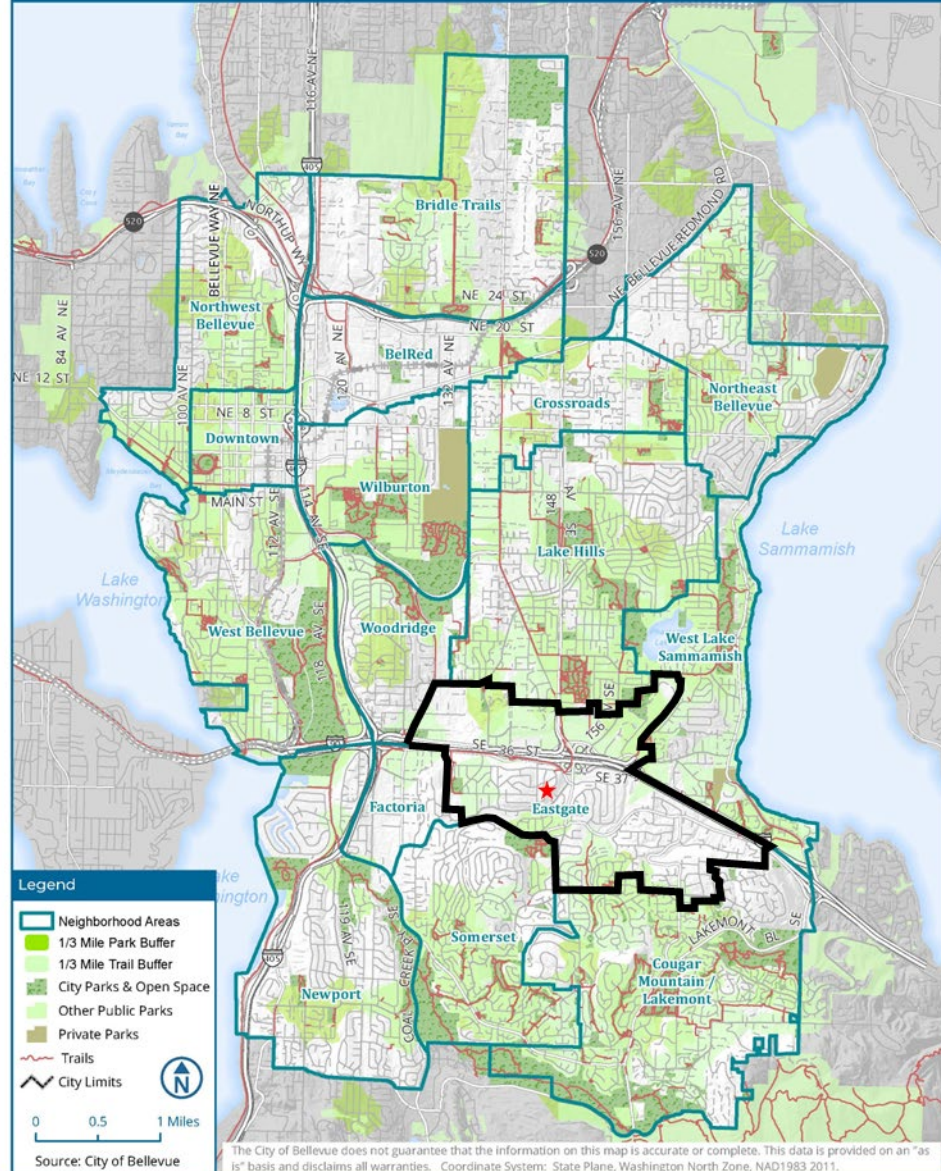 116 AV NE
405
520
NORTHUP WY
BELLEVUE WAY NE
Bridle Trails
156 AV NE
520
NE BELLEVUE-REDMOND RD
NE 24 ST
NE 20 ST
Northwest
Bellevue
84 AV NE
NE 12 ST
100 AV NE
120 AV NE
BelRed
132 AV NE
Crossroads
Northeast
Bellevue
NE 8 ST
Downtown
MAIN ST
112 AV SE
114 AV SE
Wilburton
148
AV
SE
Lake Hills
Lake
Sammamish
Lake
Washington
West Bellevue
118 AV SE
Woodridge
West Lake
Sammamish
SE 36 ST
SE 37
Factoria
Eastgate
119 AV SE
COAL CREEK PK SE
Somerset
LAKEMONT BL SE
Cougar
Mountain /
Lakemont
405
Newport
Legend
Neighborhood Areas
1/3 Mile Park Buffer
1/3 Mile Trail Buffer
City Parks & Open Space
Other Public Parks
Private Parks
Trails
City Limits
N
0 0.5 1 Miles
Source: City of Bellevue
The City of Bellevue does not guarantee that the information on this map is accurate or complete. This data is provided on an "as
is" basis and disclaims all warranties. Coordinate System: State Plane, Washington North Zone, NAD1983 2011.